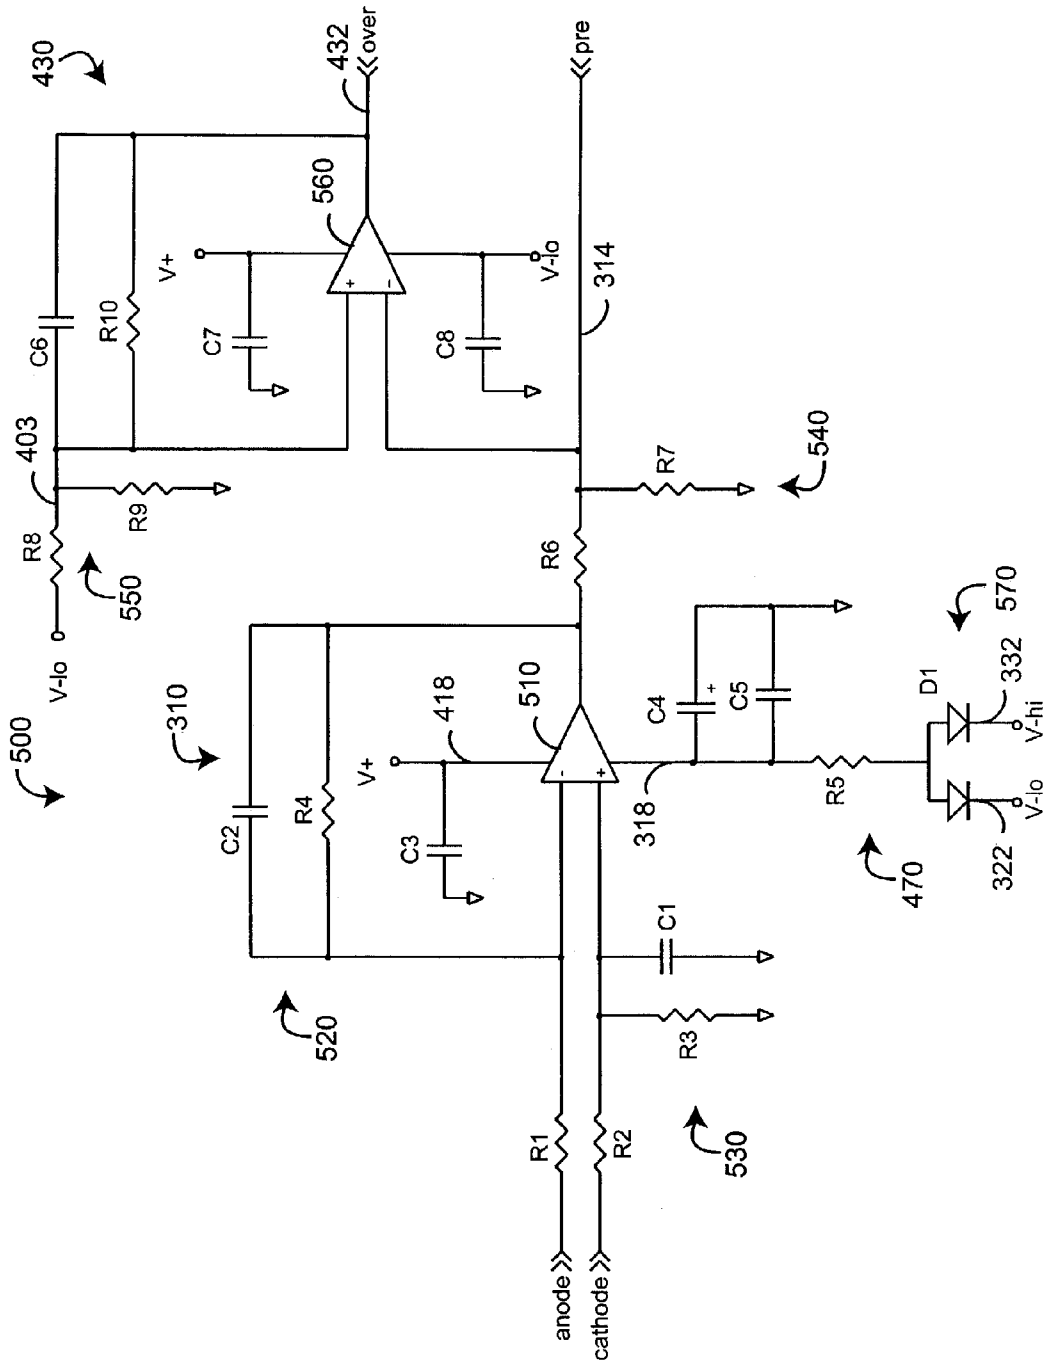 500
430
V-lo
R8
403
C6
R9
550
R10
V+
C7
560
432
over
C8
V-lo
310
C2
R4
520
V+
418
C3
510
R6
314
pre
R7
540
anode
R1
cathode
R2
530
R3
C1
318
C4
+
C5
R5
470
D1
570
322
V-lo
332
V-hi
+
-
-
+